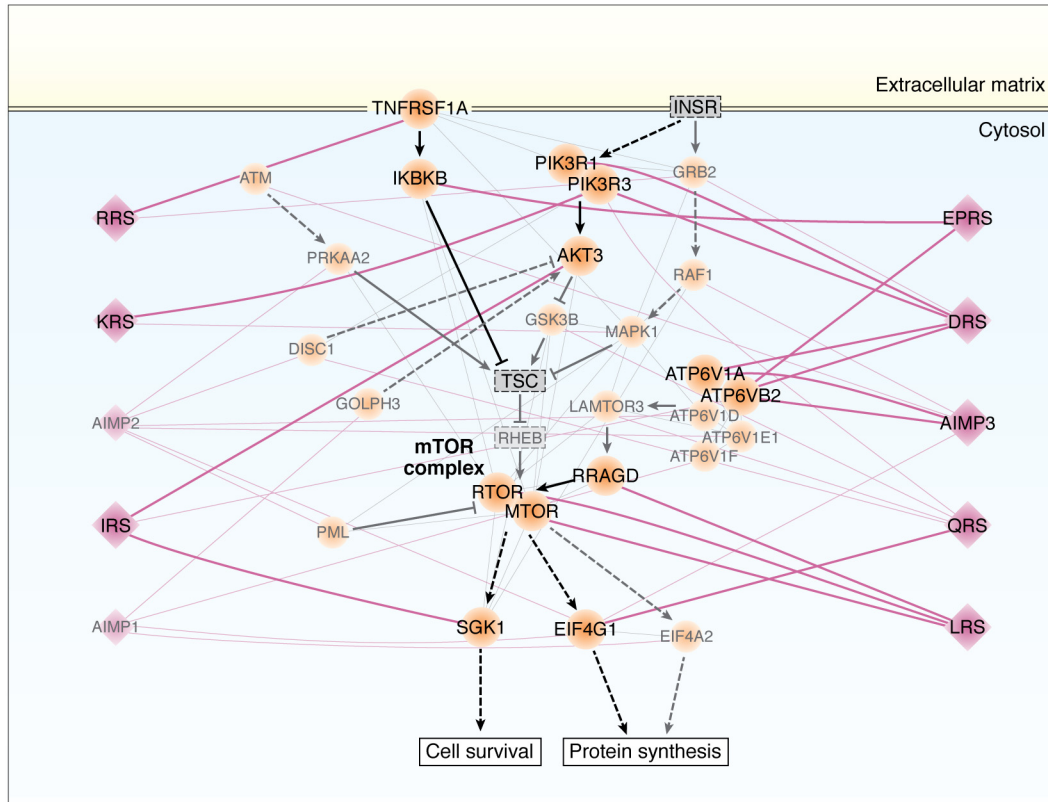 Extracellular matrix
TNFRSF1A
INSR
Cytosol
PIK3R1
GRB2
ATM
IKBKB
PIK3R3
RRS
EPRS
PRKAA2
AKT3
RAF1
KRS
GSK3B
MAPK1
DRS
DISC1
TSC
ATP6V1A
ATP6VB2
GOLPH3
LAMTOR3
ATP6V1D
AIMP2
AIMP3
RHEB
ATP6V1E1
mTOR
complex
ATP6V1F
RRAGD
RTOR
MTOR
IRS
PML
QRS
AIMP1
SGK1
EIF4G1
EIF4A2
LRS
Cell survival
Protein synthesis